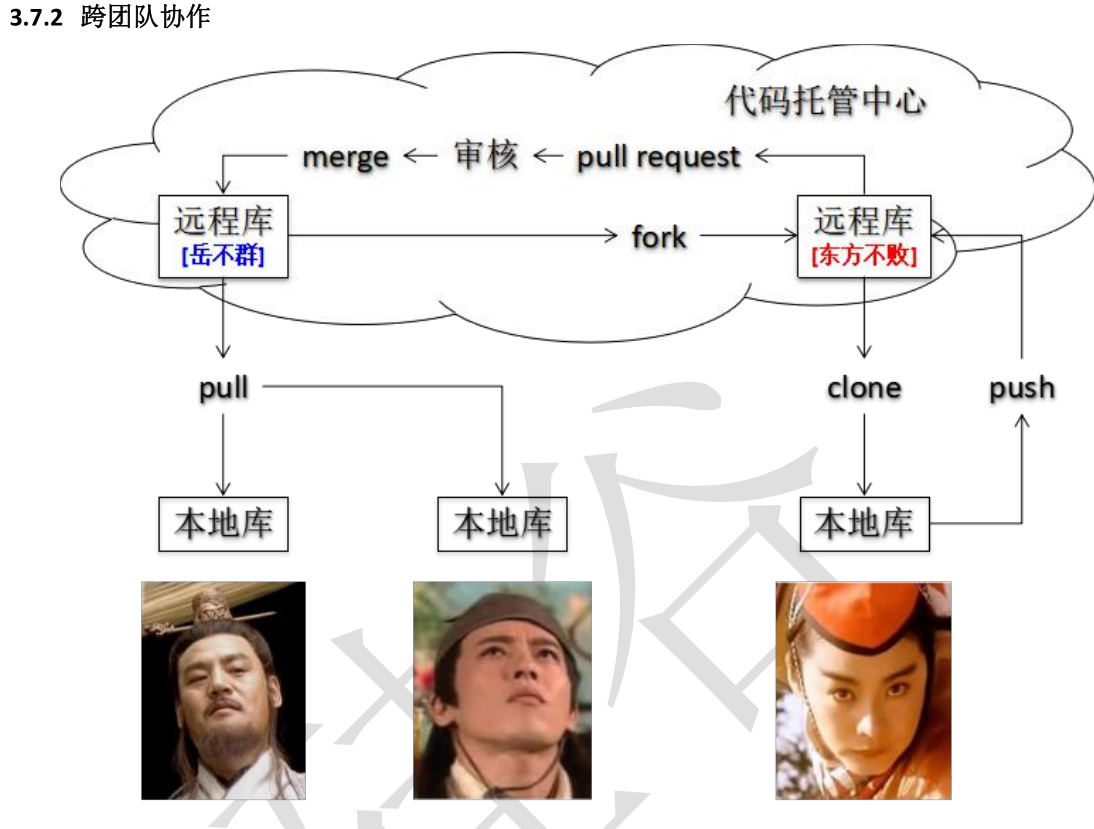 3.7.2 跨团队协作
代码托管中心
merge
审核
pull request
远程库
[岳不群]
fork
远程库
[东方不败]
pull
clone
push
本地库
本地库
本地库